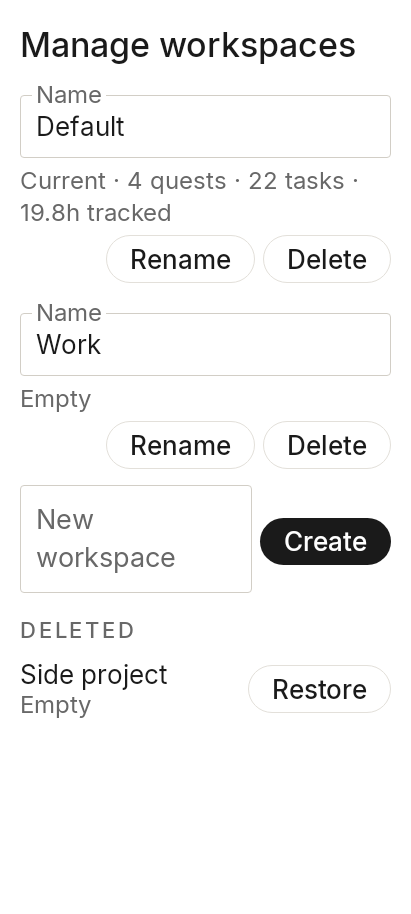 Manage workspaces
Name
Default
Current · 4 quests · 22 tasks ·
19.8h tracked
Rename Delete
Name
Work
Empty
Rename Delete
New
workspace
Create
DELETED
Side project
Empty
Restore